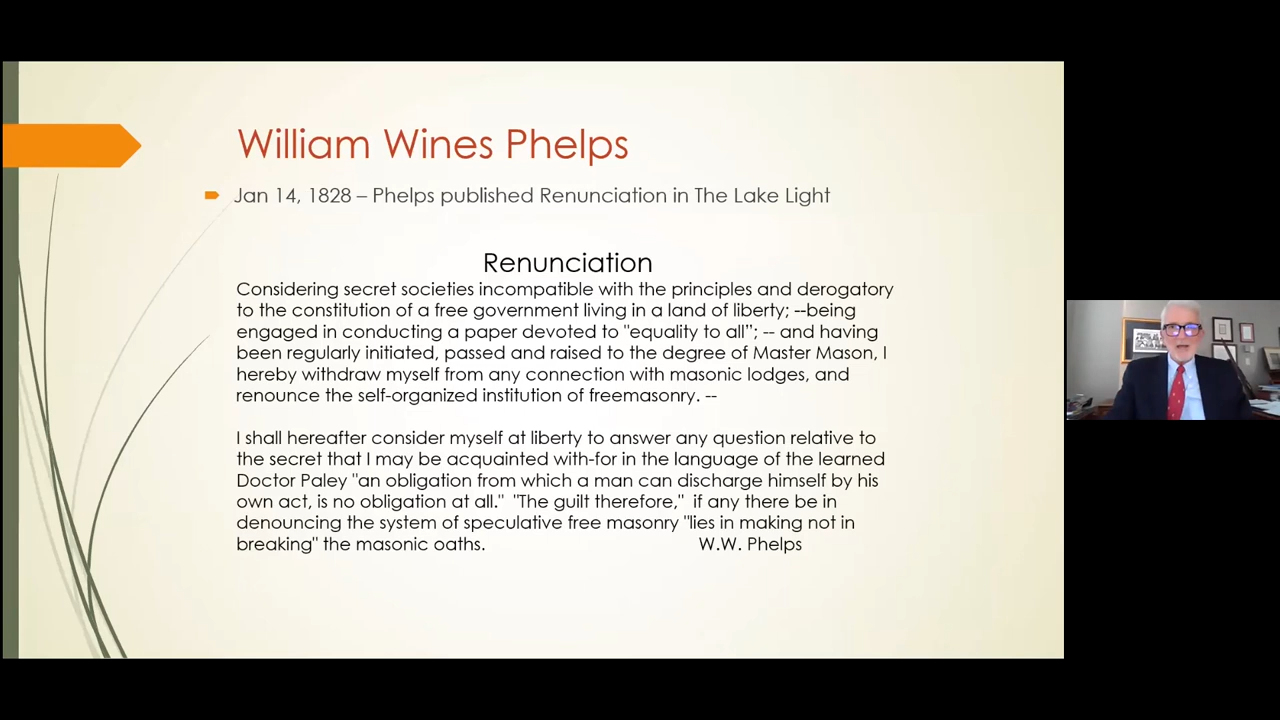 William Wines Phelps
Jan 14, 1828 – Phelps published Renunciation in The Lake Light
Renunciation
Considering secret societies incompatible with the principles and derogatory
to the constitution of a free government living in a land of liberty; --being
engaged in conducting a paper devoted to "equality to all"; -- and having
been regularly initiated, passed and raised to the degree of Master Mason, I
hereby withdraw myself from any connection with masonic lodges, and
renounce the self-organized institution of freemasonry. --
I shall hereafter consider myself at liberty to answer any question relative to
the secret that I may be acquainted with-for in the language of the learned
Doctor Paley "an obligation from which a man can discharge himself by his
own act, is no obligation at all." "The guilt therefore," if any there be in
denouncing the system of speculative free masonry "lies in making not in
breaking" the masonic oaths. W.W. Phelps